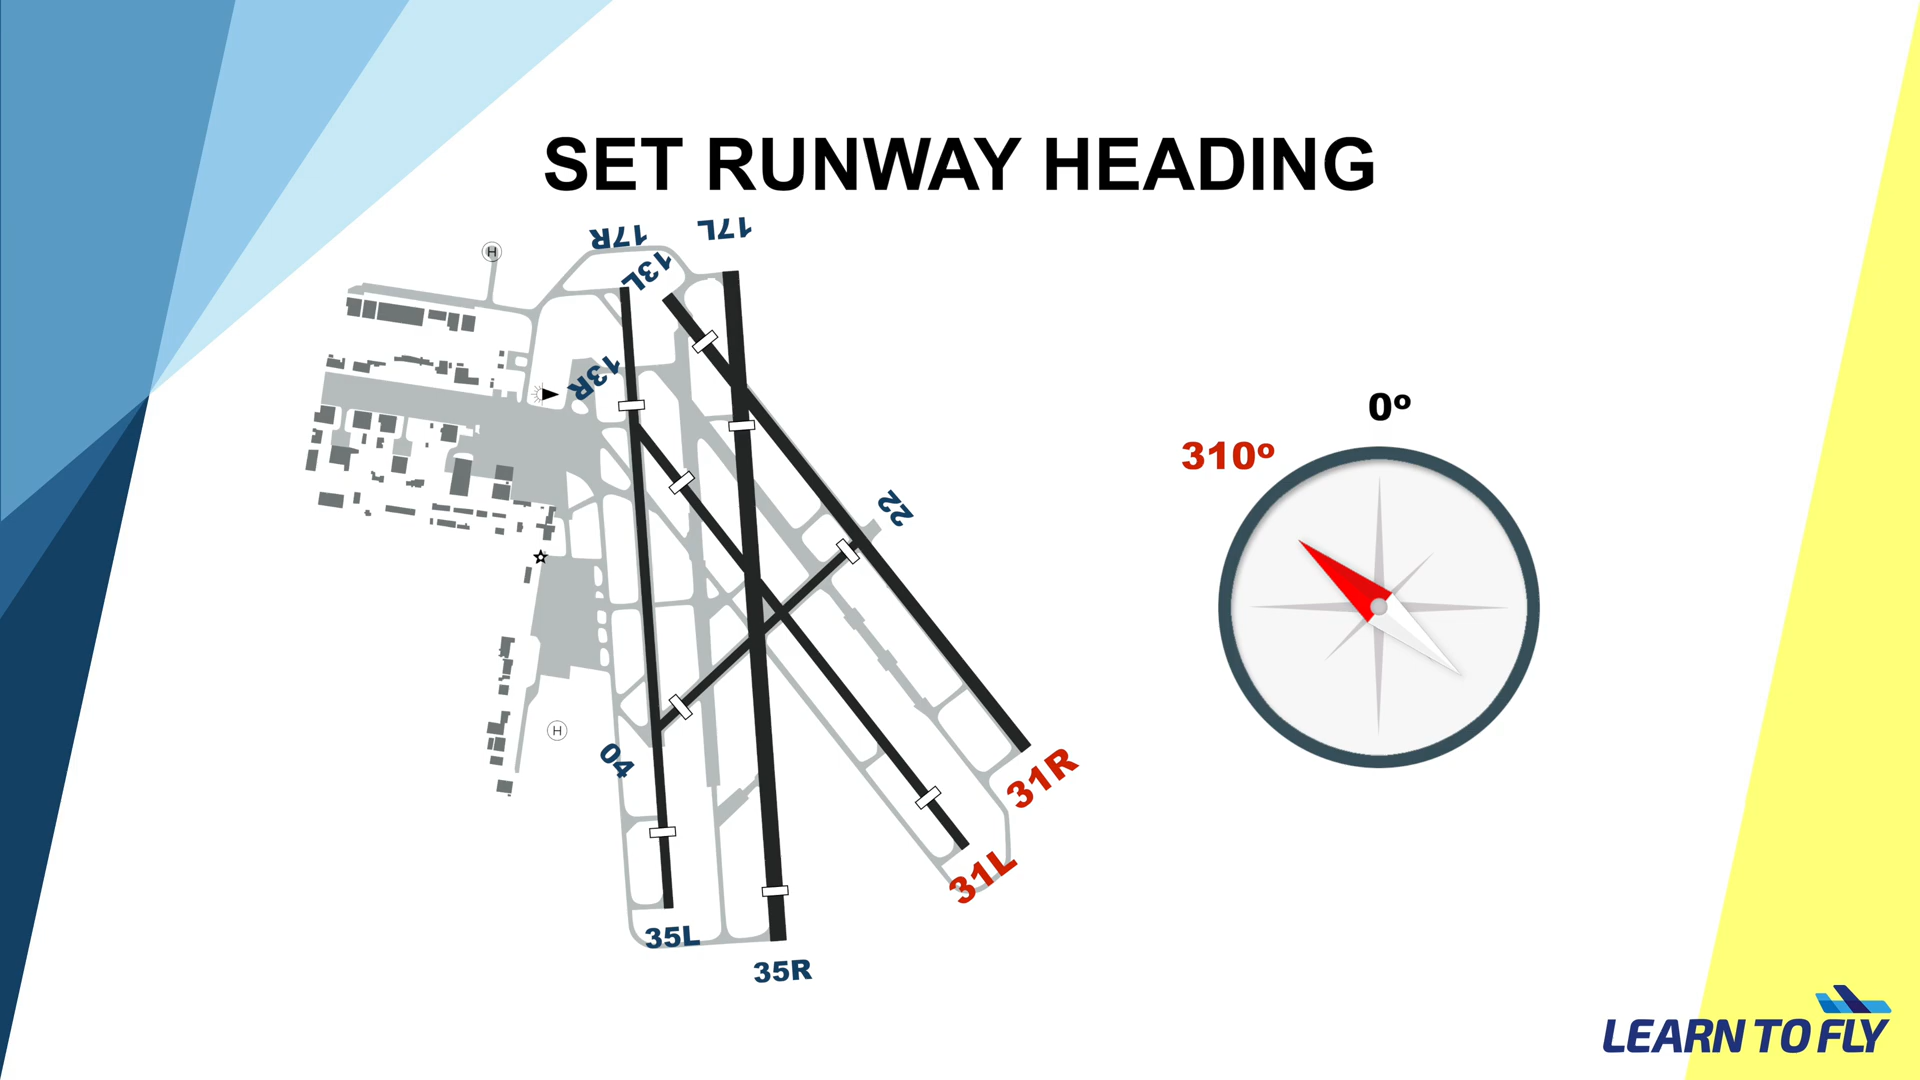 SET RUNWAY HEADING
17R
17L
13L
H
13R
22
04
H
31R
31L
35L
35R
0º
310º
LEARN TO FLY